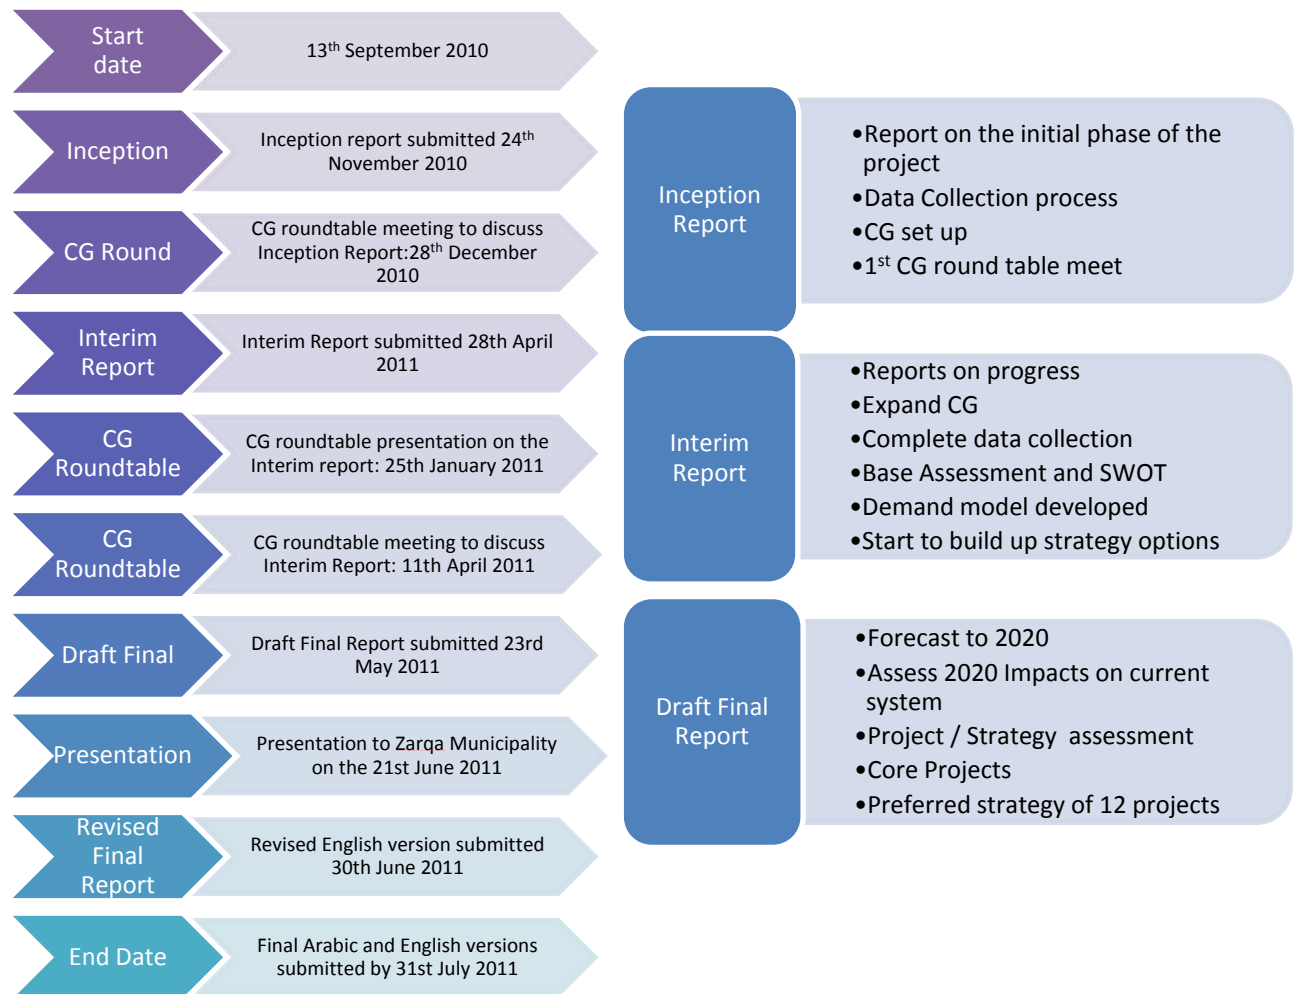 Start
date
13th September 2010
Inception
Inception report submitted 24th
November 2010
CG Round
CG roundtable meeting to discuss
Inception Report:28th December
2010
Interim
Report
Interim Report submitted 28th April
2011
CG
Roundtable
CG roundtable presentation on the
Interim report: 25th January 2011
CG
Roundtable
CG roundtable meeting to discuss
Interim Report: 11th April 2011
Draft Final
Draft Final Report submitted 23rd
May 2011
Presentation
Presentation to Zarqa Municipality
on the 21st June 2011
Revised
Final
Report
Revised English version submitted
30th June 2011
End Date
Final Arabic and English versions
submitted by 31st July 2011
Inception
Report
•Report on the initial phase of the
project
•Data Collection process
•CG set up
•1st CG round table meet
Interim
Report
•Reports on progress
•Expand CG
•Complete data collection
•Base Assessment and SWOT
•Demand model developed
•Start to build up strategy options
Draft Final
Report
•Forecast to 2020
•Assess 2020 Impacts on current
system
•Project / Strategy  assessment
•Core Projects
•Preferred strategy of 12 projects